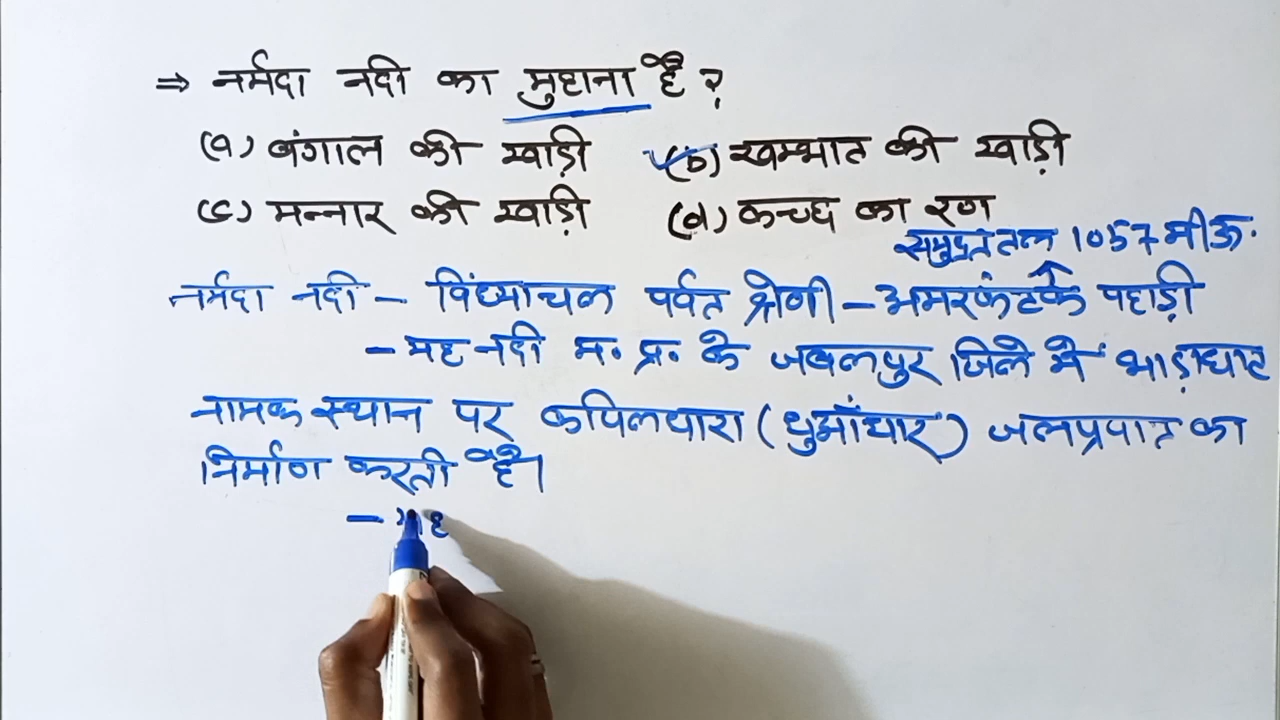 ⇒ नर्मदा नदी का मुहाना है ?
(a) बंगाल की खाड़ी (b) खम्भात की खाड़ी
(c) मन्नार की खाड़ी (d) कच्छ का रण
समुद्रतल 1057 मी ऊ.
नर्मदा नदी – विंध्याचल पर्वत श्रेणी – अमरकंटक के पहाड़ी
– यह नदी म. प्र. के जबलपुर जिले में भाड़ाघाट
नामक स्थान पर कपिलधारा (धुआँधार) जलप्रपात का
निर्माण करती है।
– यह